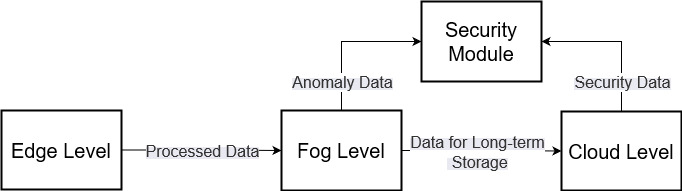 Security
Module
Anomaly Data
Security Data
Edge Level
Processed Data
Fog Level
Data for Long-term
Storage
Cloud Level